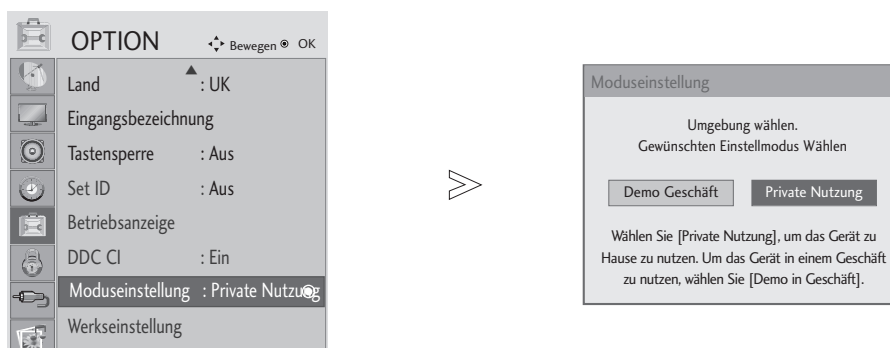 OPTION Bewegen OK
Land : UK
Eingangsbezeichnung
Tastensperre : Aus
Set ID : Aus
Betriebsanzeige
DDC CI : Ein
Moduseinstellung : Private Nutzung
Werkseinstellung
Moduseinstellung
Umgebung wählen.
Gewünschten Einstellmodus Wählen
Demo Geschäft Private Nutzung
Wählen Sie [Private Nutzung], um das Gerät zu
Hause zu nutzen. Um das Gerät in einem Geschäft
zu nutzen, wählen Sie [Demo in Geschäft].